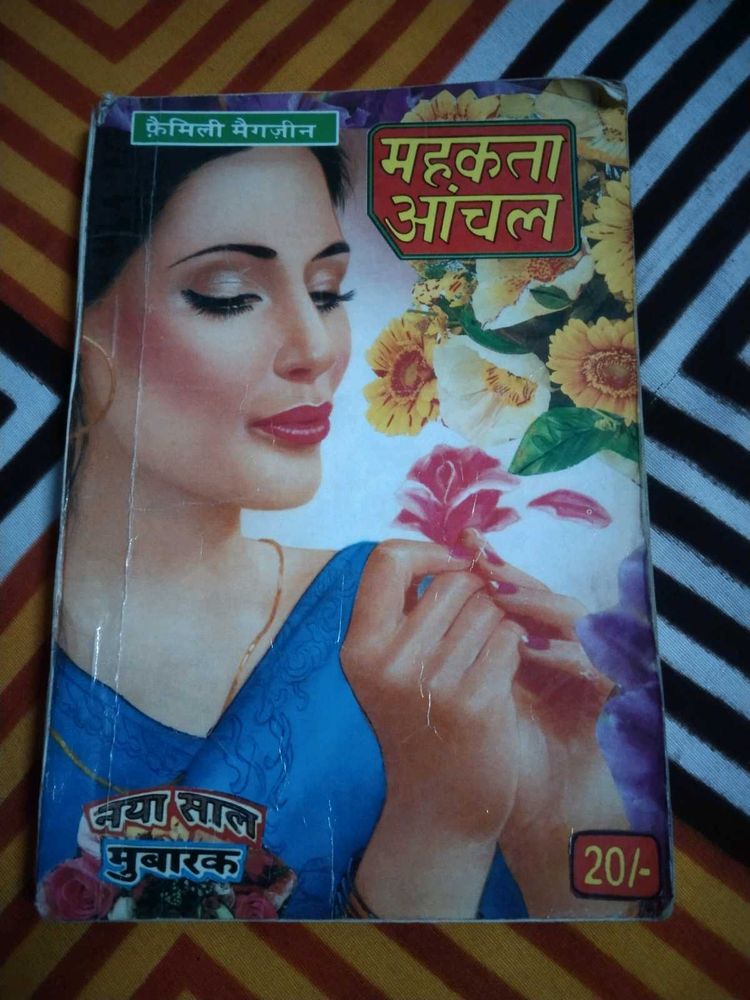 फ़ैमिली मैगज़ीन
महकता
आंचल
नया साल
मुबारक
20/-